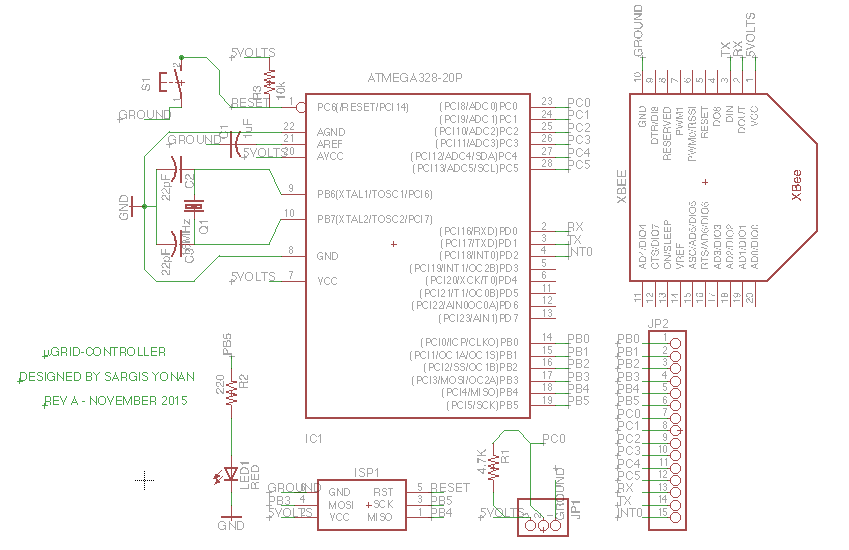 5VOLTS
S1
2
1
R3
10k
GROUND
RESET
GROUND
C1
1uF
5VOLTS
22pF
C2
GND
Q1
22pF
5VOLTS
ATMEGA328-20P
1 PC6(/RESET/PCI14)
22 AGND
21 AREF
20 AVCC
9 PB6(XTAL1/TOSC1/PCI6)
10 PB7(XTAL2/TOSC2/PCI7)
8 GND
7 VCC
(PCI8/ADC0)PC0 23 PC0
(PCI9/ADC1)PC1 24 PC1
(PCI10/ADC2)PC2 25 PC2
(PCI11/ADC3)PC3 26 PC3
(PCI12/ADC4/SDA)PC4 27 PC4
(PCI13/ADC5/SCL)PC5 28 PC5
(PCI16/RXD)PD0 2 RX
(PCI17/TXD)PD1 3 TX
(PCI18/INT0)PD2 4 INT0
(PCI19/INT1/OC2B)PD3 5
(PCI20/XCK/T0)PD4 6
(PCI21/T1/OC0B)PD5 11
(PCI22/AIN0OC0A)PD6 12
(PCI23/AIN1)PD7 13
(PCI0/ICP/CLKO)PB0 14 PB0
(PCI1/OC1A/OC1S)PB1 15 PB1
(PCI2/SS/OC1B)PB2 16 PB2
(PCI3/MOSI/OC2A)PB3 17 PB3
(PCI4/MISO)PB4 18 PB4
(PCI5/SCK)PB5 19 PB5
IC1
GROUND
TX
RX
5VOLTS
10 9 8 7 6 5 4 3 2 1
GND
DTR/DI8
RESERVED
PWM1
PWM0/RSSI
RESET
DO8
DIN
DOUT
VCC
XBEE
XBee
AD4/DIO4
CTS/DIO7
ON/SLEEP
VREF
ASC/AD5/DIO5
RTS/AD6/DIO6
AD3/DIO3
AD2/DIO2
AD1/DIO1
AD0/DIO0
11 12 13 14 15 16 17 18 19 20
JP2
PB0 1
PB1 2
PB2 3
PB3 4
PB4 5
PB5 6
PC0 7
PC1 8
PC2 9
PC3 10
PC4 11
PC5 12
RX 13
TX 14
INT0 15
µGRID-CONTROLLER
DESIGNED BY SARGIS YONAN
REV A - NOVEMBER 2015
PB5
220
R2
LED1
RED
GND
ISP1
GROUND 6 GND RST 5 RESET
PB3 4 MOSI SCK 3 PB5
5VOLTS 2 VCC MISO 1 PB4
PC0
4.7K
R1
GROUND
5VOLTS
3 2 1
JP1